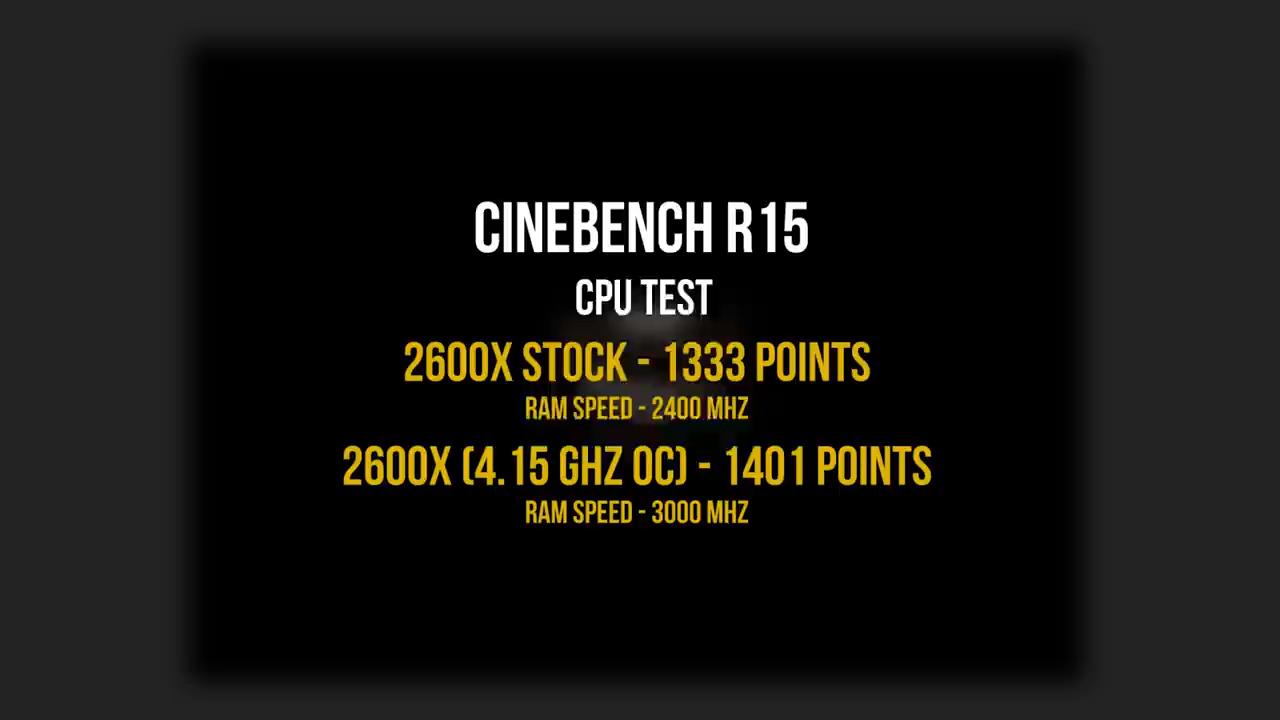 CINEBENCH R15
CPU TEST
2600X STOCK - 1333 POINTS
RAM SPEED - 2400 MHZ
2600X (4.15 GHZ OC) - 1401 POINTS
RAM SPEED - 3000 MHZ